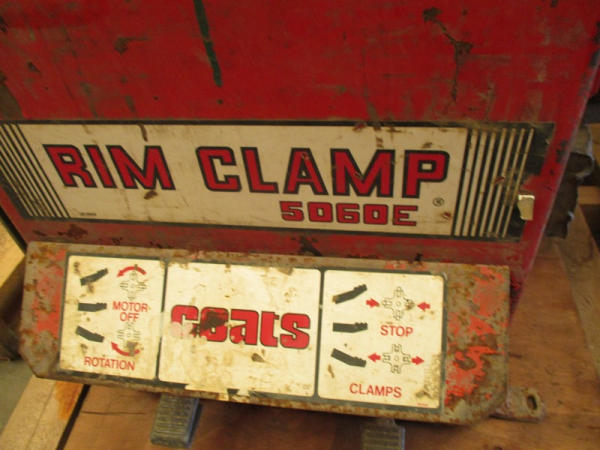 RIM CLAMP
®
5060E
MOTOR
OFF
ROTATION
coats
STOP
CLAMPS